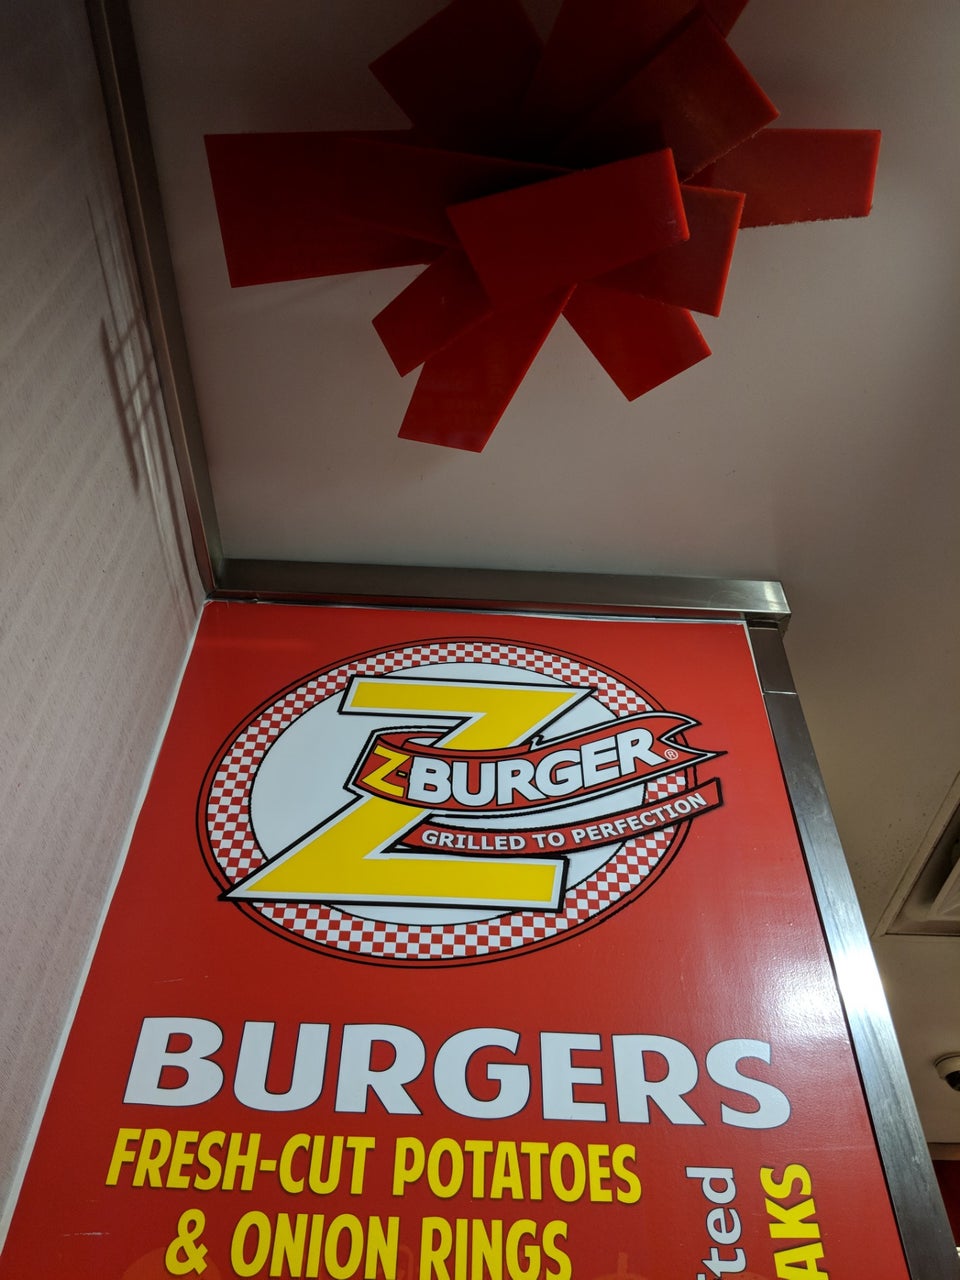 Z
Z-BURGER®
GRILLED TO PERFECTION
BURGERS
FRESH-CUT POTATOES
& ONION RINGS